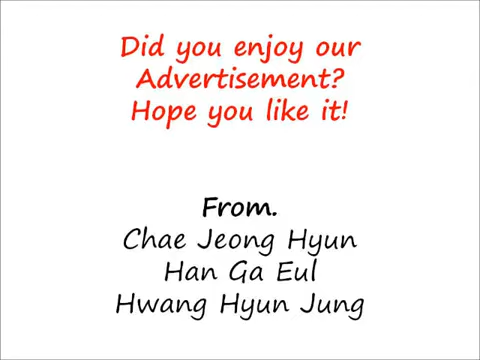 Did you enjoy our
Advertisement?
Hope you like it!
From.
Chae Jeong Hyun
Han Ga Eul
Hwang Hyun Jung